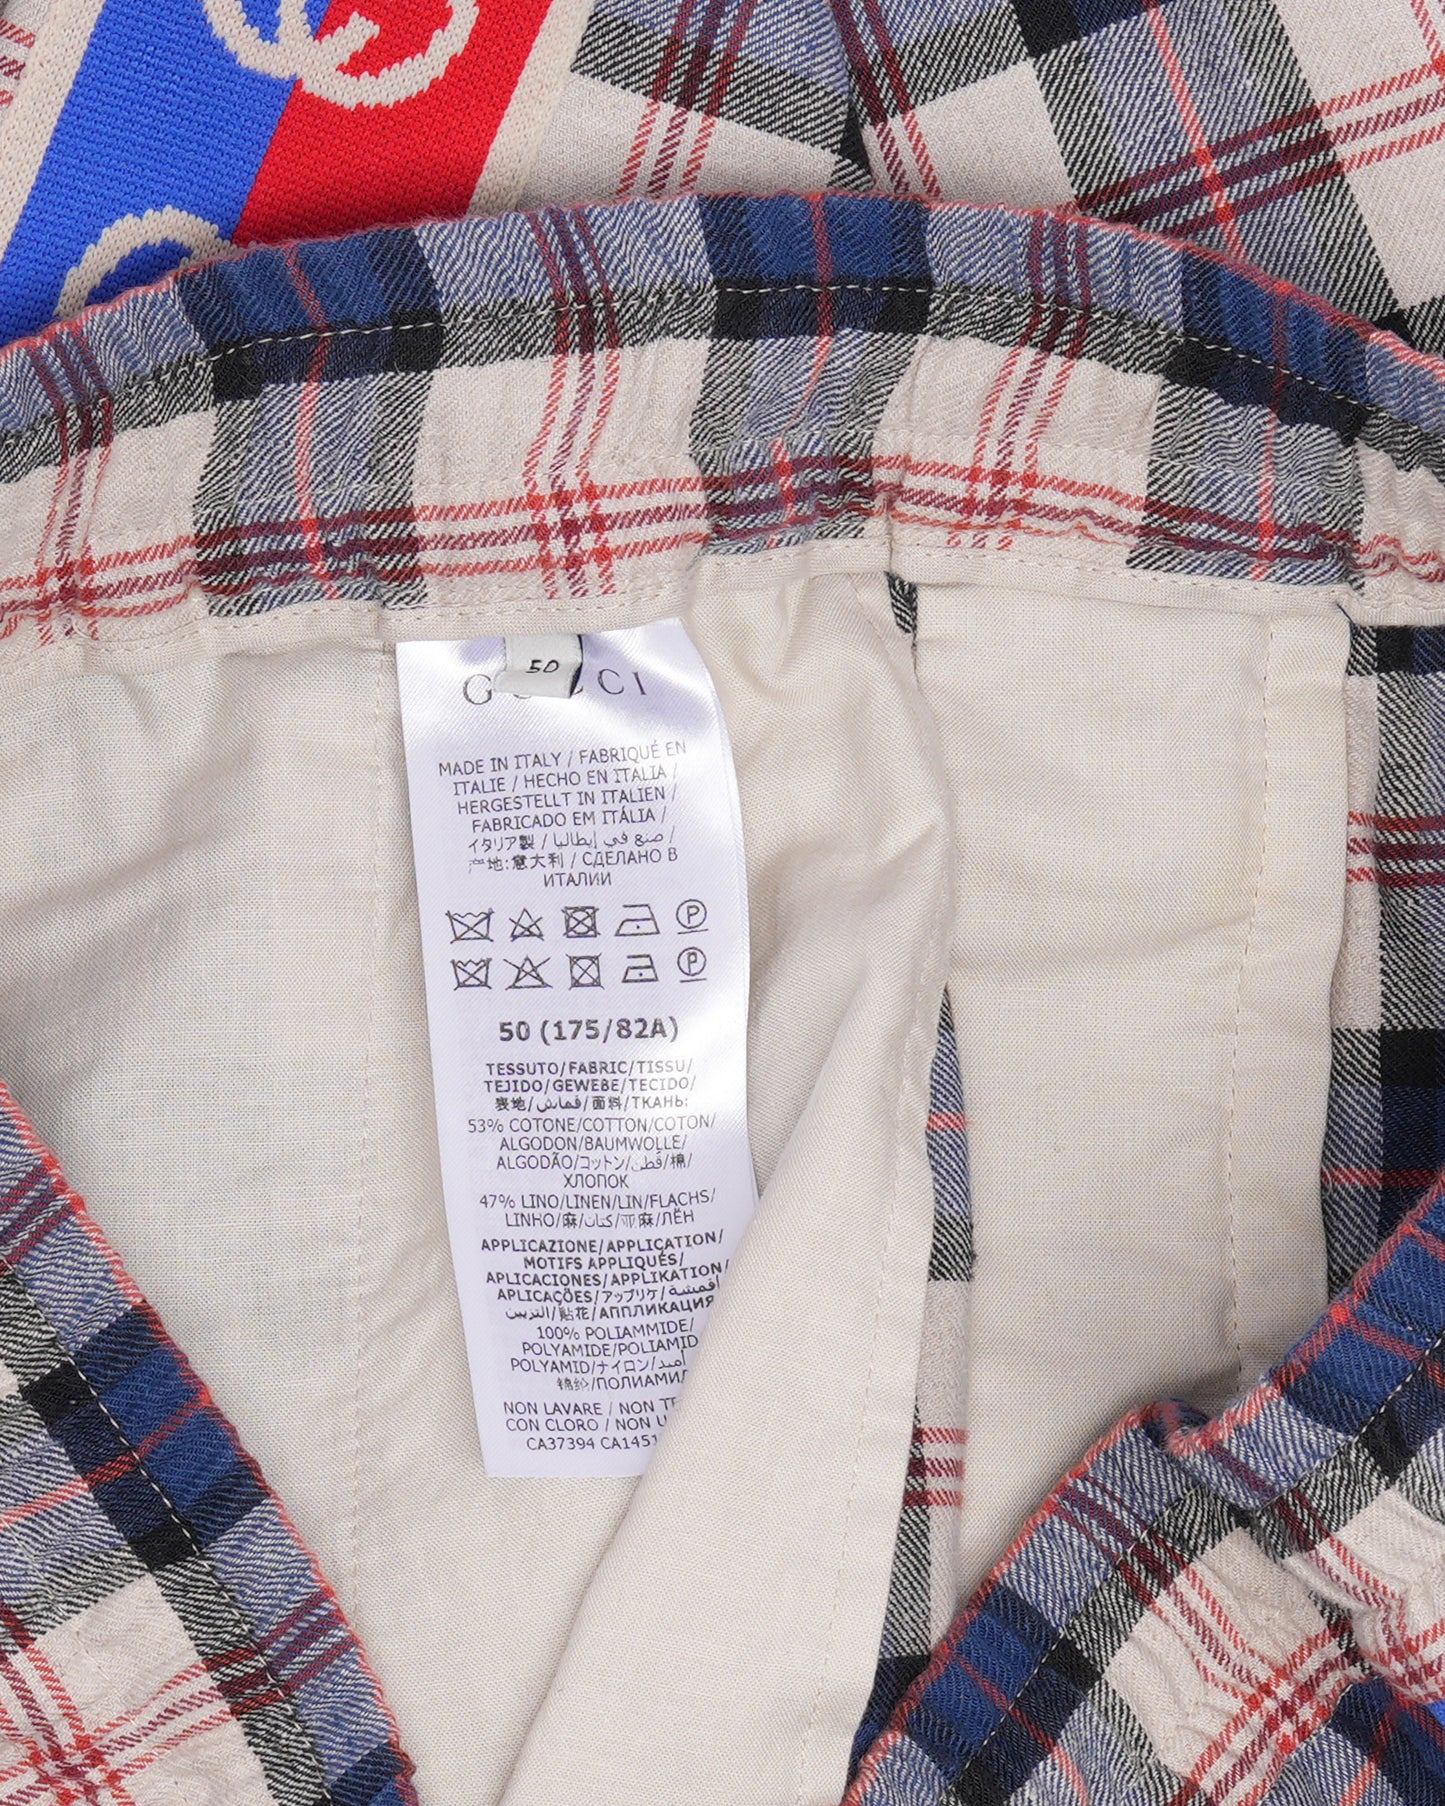 50
GUCCI
MADE IN ITALY / FABRIQUÉ EN
ITALIE / HECHO EN ITALIA /
HERGESTELLT IN ITALIEN /
FABRICADO EM ITÁLIA /
イタリア製 / صنع في إيطاليا /
产地:意大利 / СДЕЛАНО В
ИТАЛИИ
P
P
50 (175/82A)
TESSUTO/FABRIC/TISSU/
TEJIDO/GEWEBE/TECIDO/
表地/قماش/面料/ТКАНЬ:
53% COTONE/COTTON/COTON/
ALGODON/BAUMWOLLE/
ALGODÃO/コットン/قطن/棉/
ХЛОПОК
47% LINO/LINEN/LIN/FLACHS/
LINHO/麻/كتان/亚麻/ЛЁН
APPLICAZIONE/APPLICATION/
MOTIFS APPLIQUÉS/
APLICACIONES/APPLIKATION/
APLICAÇÕES/アップリケ/أقمشة
التزيين/贴花/АППЛИКАЦИЯ
100% POLIAMMIDE/
POLYAMIDE/POLIAMID
POLYAMID/ナイロン/
锦纶/ПОЛИАМИД
NON LAVARE / NON
CON CLORO / NON
CA37394